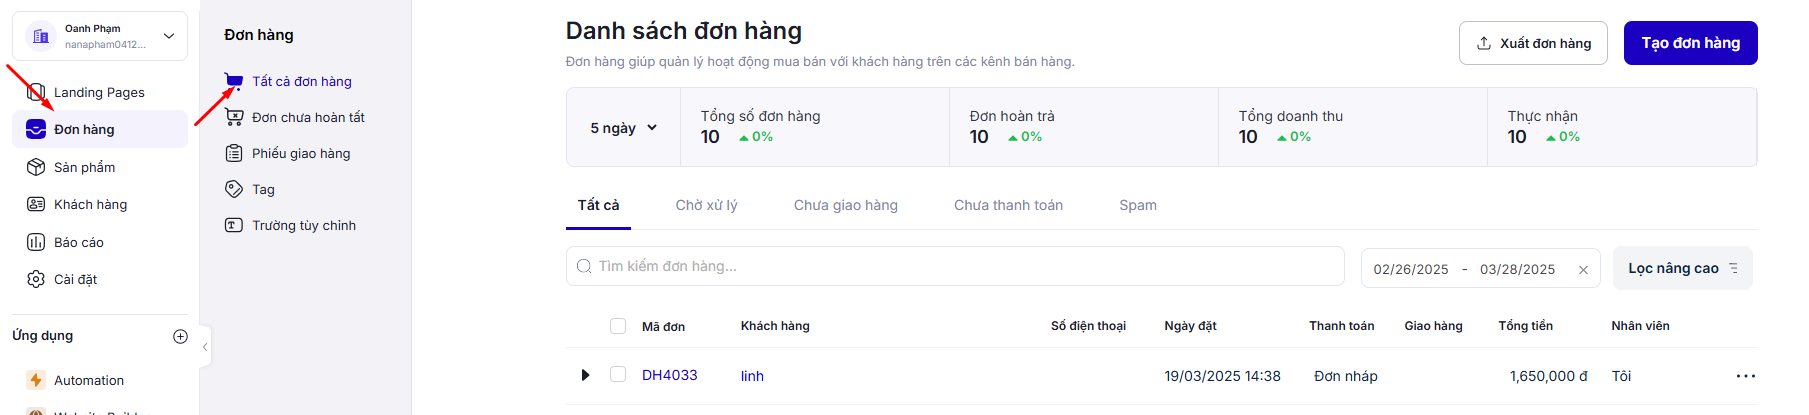 Oanh Phạm
nanapham0412...
Landing Pages
Đơn hàng
Sản phẩm
Khách hàng
Báo cáo
Cài đặt
Ứng dụng
Automation
Đơn hàng
Tất cả đơn hàng
Đơn chưa hoàn tất
Phiếu giao hàng
Tag
Trường tùy chỉnh
Danh sách đơn hàng
Đơn hàng giúp quản lý hoạt động mua bán với khách hàng trên các kênh bán hàng.
Xuất đơn hàng
Tạo đơn hàng
5 ngày
Tổng số đơn hàng
10 0%
Đơn hoàn trả
10 0%
Tổng doanh thu
10 0%
Thực nhận
10 0%
Tất cả Chờ xử lý Chưa giao hàng Chưa thanh toán Spam
Tìm kiếm đơn hàng...
02/26/2025 - 03/28/2025
Lọc nâng cao
Mã đơn Khách hàng Số điện thoại Ngày đặt Thanh toán Giao hàng Tổng tiền Nhân viên
DH4033 linh 19/03/2025 14:38 Đơn nháp 1,650,000 đ Tôi